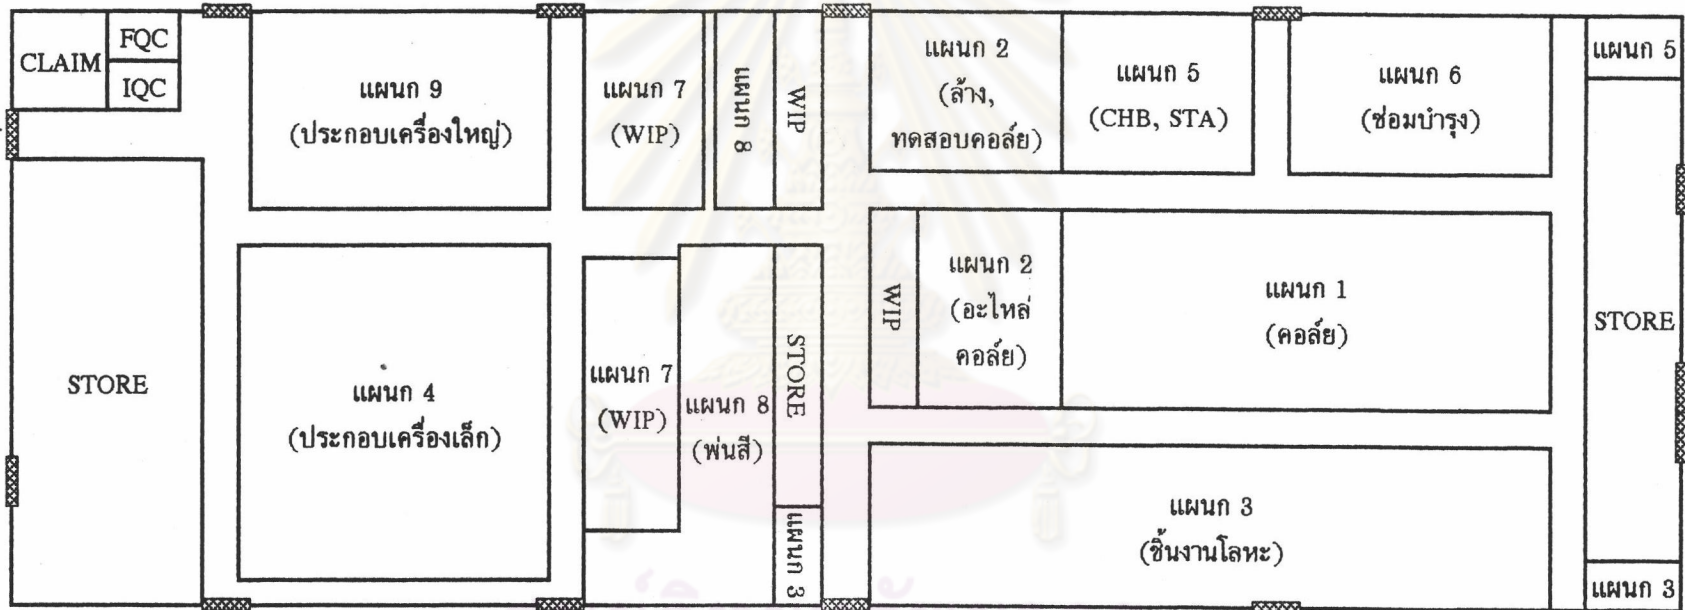 CLAIM
FQC
IQC
แผนก 9
(ประกอบเครื่องใหญ่)
แผนก 7
(WIP)
แผนก 8
WIP
แผนก 2
(ล้าง,
ทดสอบคอล์ย)
แผนก 5
(CHB, STA)
แผนก 6
(ซ่อมบำรุง)
แผนก 5
STORE
แผนก 4
(ประกอบเครื่องเล็ก)
แผนก 7
(WIP)
แผนก 8
(พ่นสี)
STORE
แผนก 3
WIP
แผนก 2
(อะไหล่
คอล์ย)
แผนก 1
(คอล์ย)
STORE
แผนก 3
(ชิ้นงานโลหะ)
แผนก 3